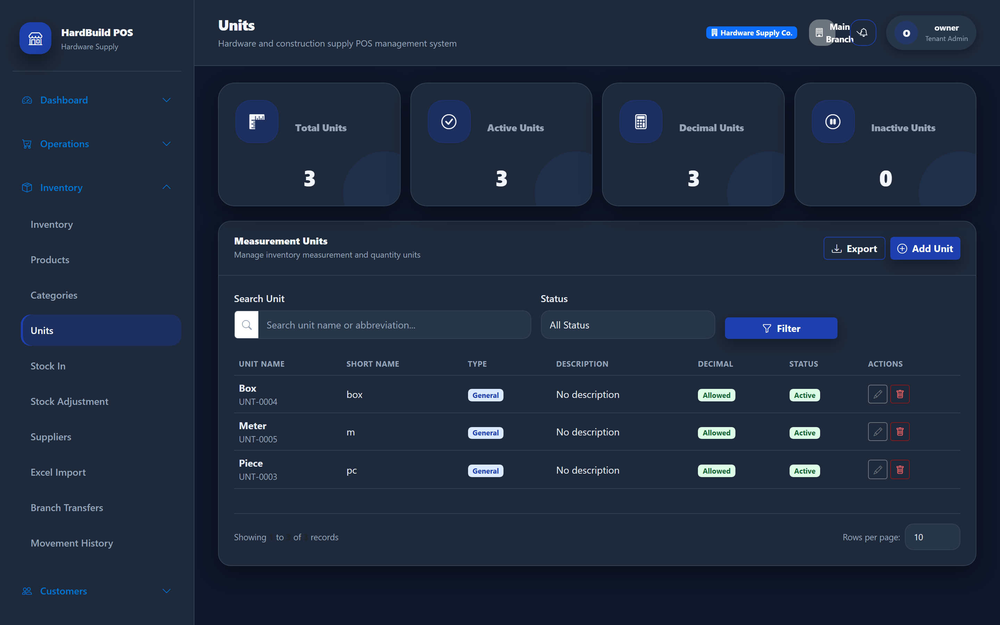 HardBuild POS
Hardware Supply
Dashboard
Operations
Inventory
Inventory
Products
Categories
Units
Stock In
Stock Adjustment
Suppliers
Excel Import
Branch Transfers
Movement History
Customers
Units
Hardware and construction supply POS management system
Hardware Supply Co.
Main
Branch
o
owner
Tenant Admin
Total Units
3
Active Units
3
Decimal Units
3
Inactive Units
0
Measurement Units
Manage inventory measurement and quantity units
Export
Add Unit
Search Unit
Search unit name or abbreviation...
Status
All Status
Filter
UNIT NAME SHORT NAME TYPE DESCRIPTION DECIMAL STATUS ACTIONS
Box
UNT-0004
box General No description Allowed Active
Meter
UNT-0005
m General No description Allowed Active
Piece
UNT-0003
pc General No description Allowed Active
Showing to of records
Rows per page: 10